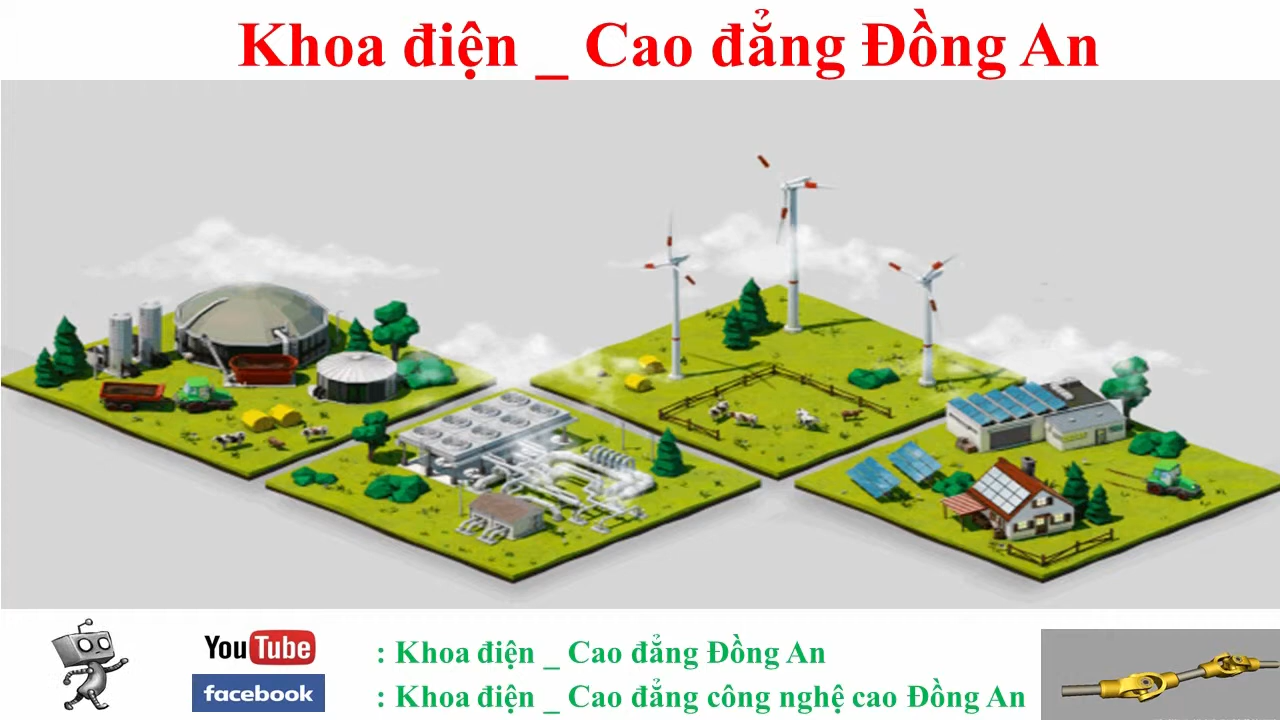 Khoa điện _ Cao đẳng Đồng An
YouTube : Khoa điện _ Cao đẳng Đồng An
facebook : Khoa điện _ Cao đẳng công nghệ cao Đồng An